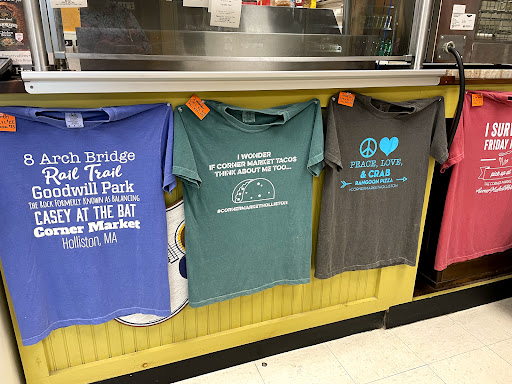 8 Arch Bridge
Rail Trail
Goodwill Park
THE ROCK FORMERLY KNOWN AS BALANCING
CASEY AT THE BAT
Corner Market
Holliston, MA
I WONDER
IF CORNER MARKET TACOS
THINK ABOUT ME TOO...
#CORNERMARKETHOLLISTON
PEACE, LOVE,
& CRAB
RANGOON PIZZA
#CORNERMARKETHOLLISTON
I SUR
FRIDAY